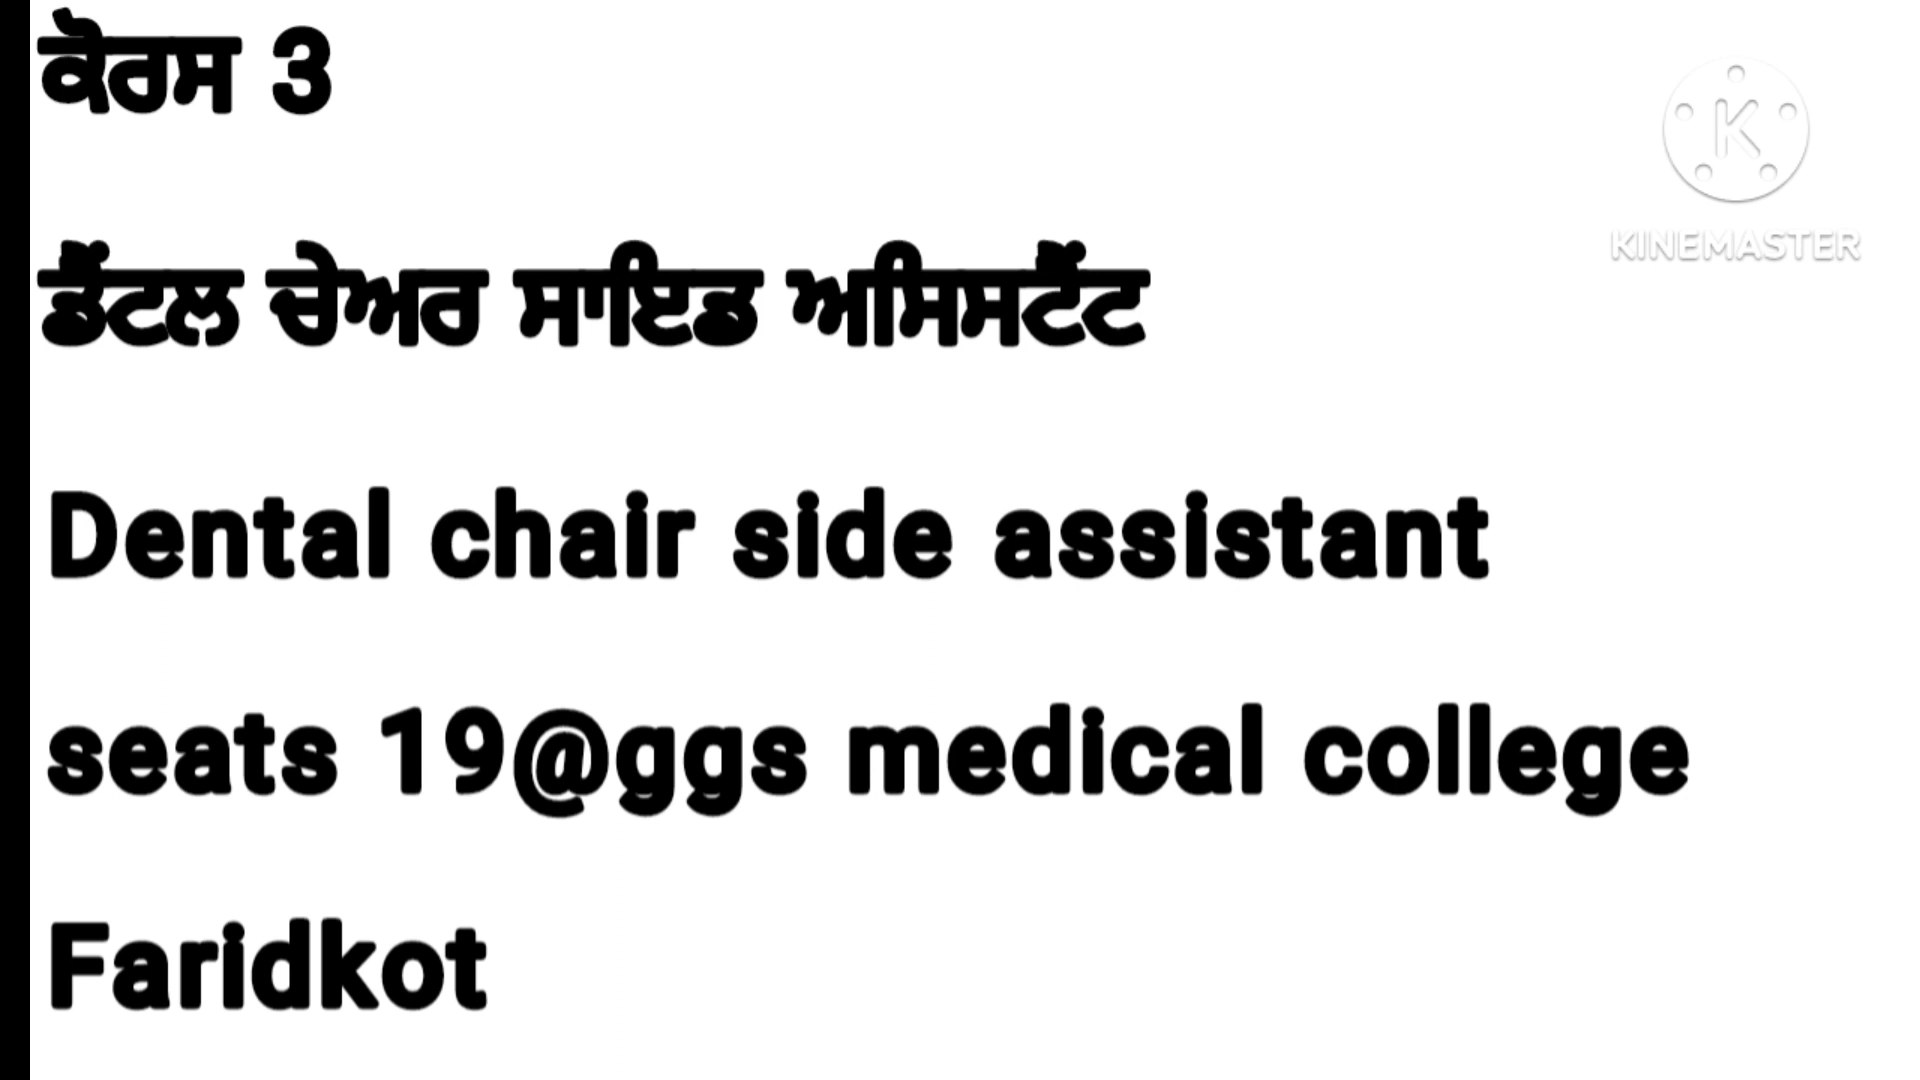 ਕੋਰਸ 3
K
KINEMASTER
ਡੈਂਟਲ ਚੇਅਰ ਸਾਇਡ ਅਸਿਸਟੈਂਟ
Dental chair side assistant
seats 19@ggs medical college
Faridkot